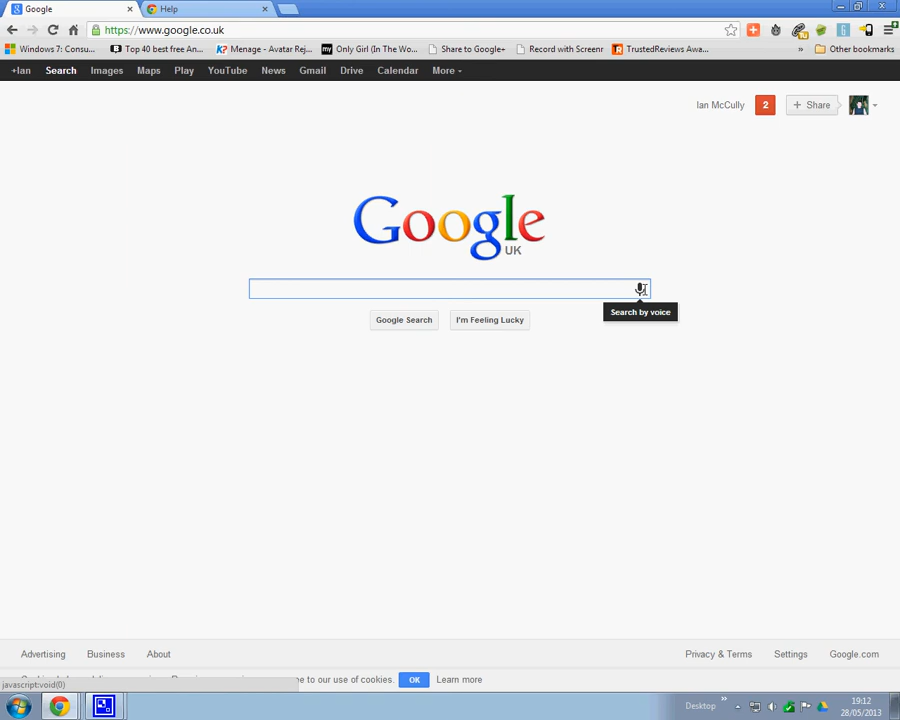 Google
Help
https://www.google.co.uk
Windows 7: Consu...
Top 40 best free An...
Menage - Avatar Rej...
Only Girl (In The Wo...
Share to Google+
Record with Screenr
TrustedReviews Awa...
»
Other bookmarks
+Ian Search Images Maps Play YouTube News Gmail Drive Calendar More
Ian McCully 2 + Share
Google
UK
Search by voice
Google Search I'm Feeling Lucky
Advertising Business About Privacy & Terms Settings Google.com
to our use of cookies. OK Learn more
javascript:void(0)
Desktop » 19:12
28/05/2013